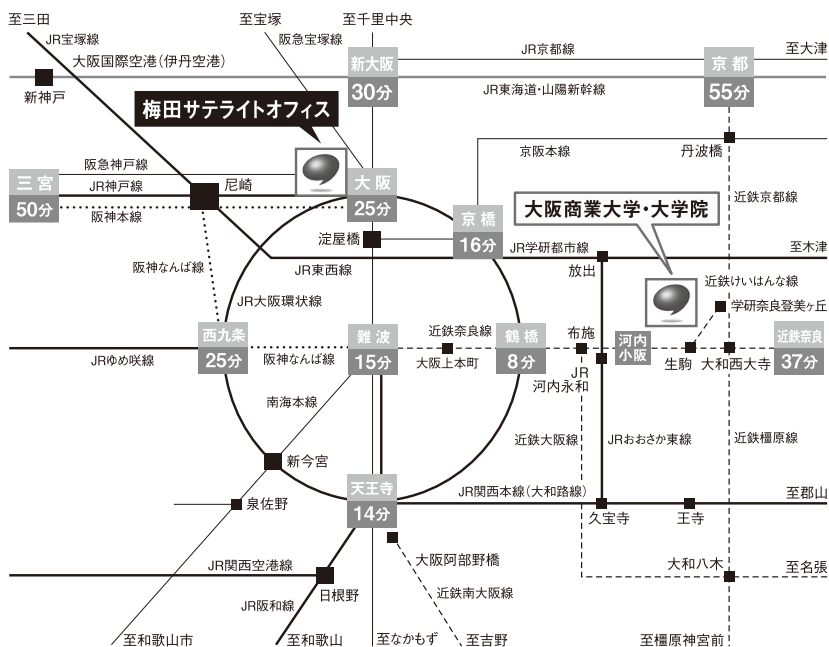 至三田
至宝塚
至千里中央
JR宝塚線
阪急宝塚線
JR京都線
至大津
大阪国際空港(伊丹空港)
新大阪
30分
京都
55分
新神戸
JR東海道・山陽新幹線
梅田サテライトオフィス
京阪本線
丹波橋
阪急神戸線
三宮
50分
JR神戸線
尼崎
大阪
25分
阪神本線
近鉄京都線
京橋
16分
大阪商業大学・大学院
淀屋橋
JR学研都市線
至木津
阪神なんば線
JR東西線
放出
近鉄けいはんな線
JR大阪環状線
学研奈良登美ヶ丘
西九条
25分
難波
15分
近鉄奈良線
鶴橋
8分
布施
河内
小阪
近鉄奈良
37分
JRゆめ咲線
阪神なんば線
大阪上本町
JR
河内永和
生駒
大和西大寺
南海本線
近鉄大阪線
JRおおさか東線
近鉄橿原線
新今宮
天王寺
14分
JR関西本線(大和路線)
至郡山
泉佐野
久宝寺
王寺
大阪阿部野橋
大和八木
至名張
JR関西空港線
日根野
近鉄南大阪線
JR阪和線
至和歌山市
至和歌山
至なかもず
至吉野
至橿原神宮前